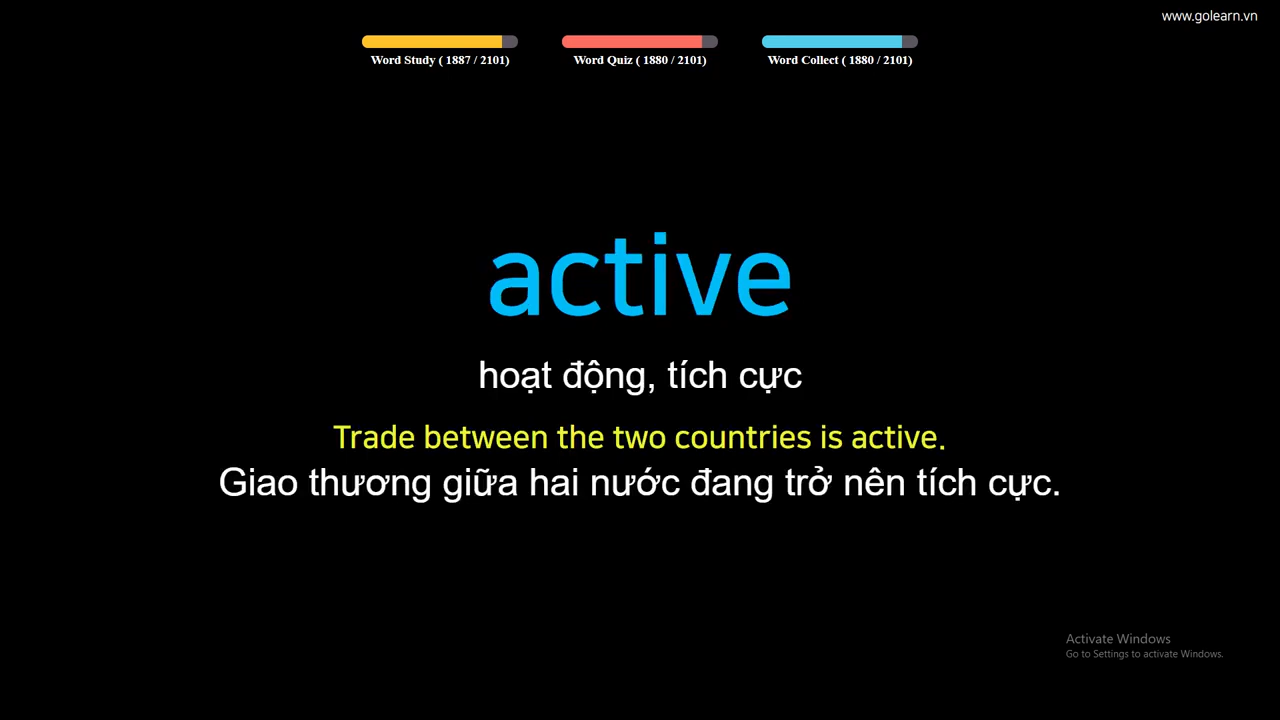 www.golearn.vn
Word Study ( 1887 / 2101) Word Quiz ( 1880 / 2101) Word Collect ( 1880 / 2101)
active
hoạt động, tích cực
Trade between the two countries is active.
Giao thương giữa hai nước đang trở nên tích cực.
Activate Windows
Go to Settings to activate Windows.